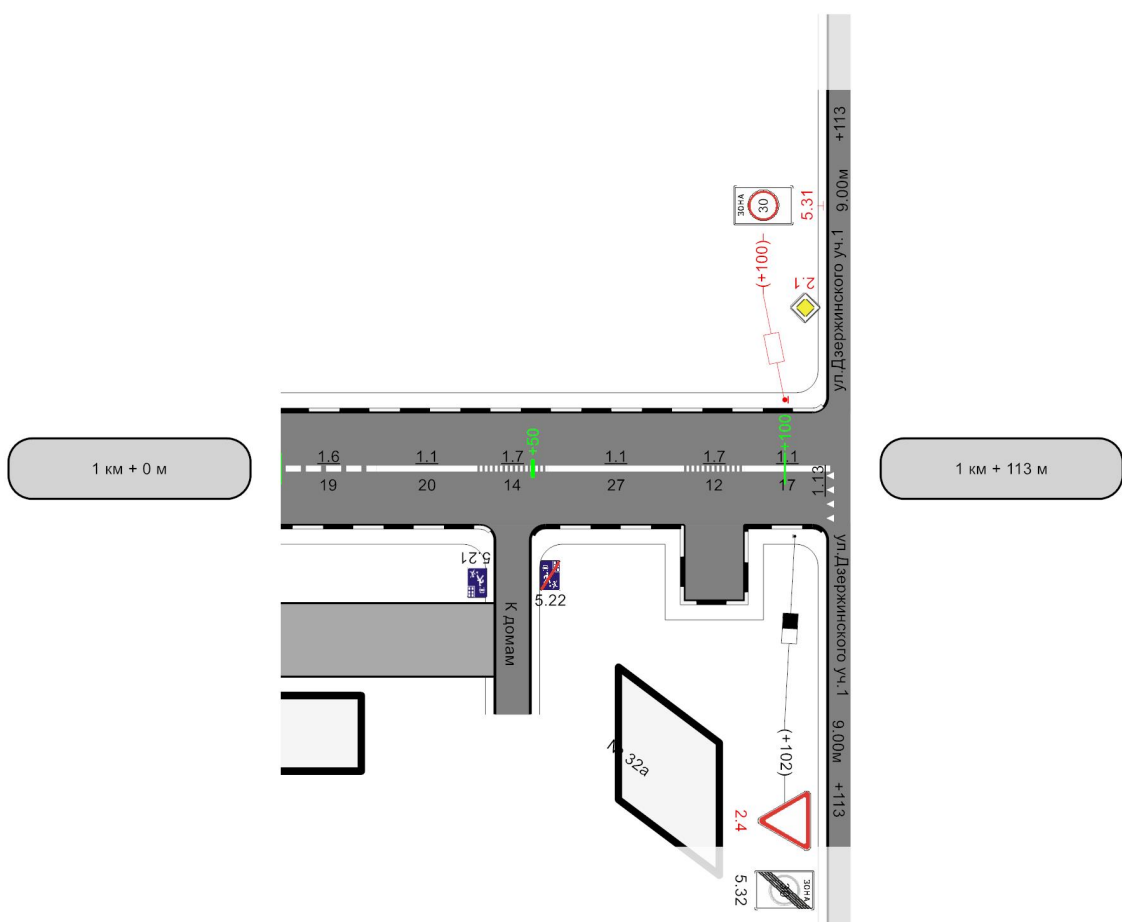 +113
9.00м
ул.Дзержинского уч.1
ЗОНА
30
5.31
(+100)
2.1
+50
+100
1.6
1.1
1.7
1.1
1.7
1.1
19
20
14
27
12
17
1.13
1 км + 0 м
1 км + 113 м
5.21
5.22
К домам
ул.Дзержинского уч.1
9.00м
+113
№ 32а
(+102)
2.4
5.32
ЗОНА
30